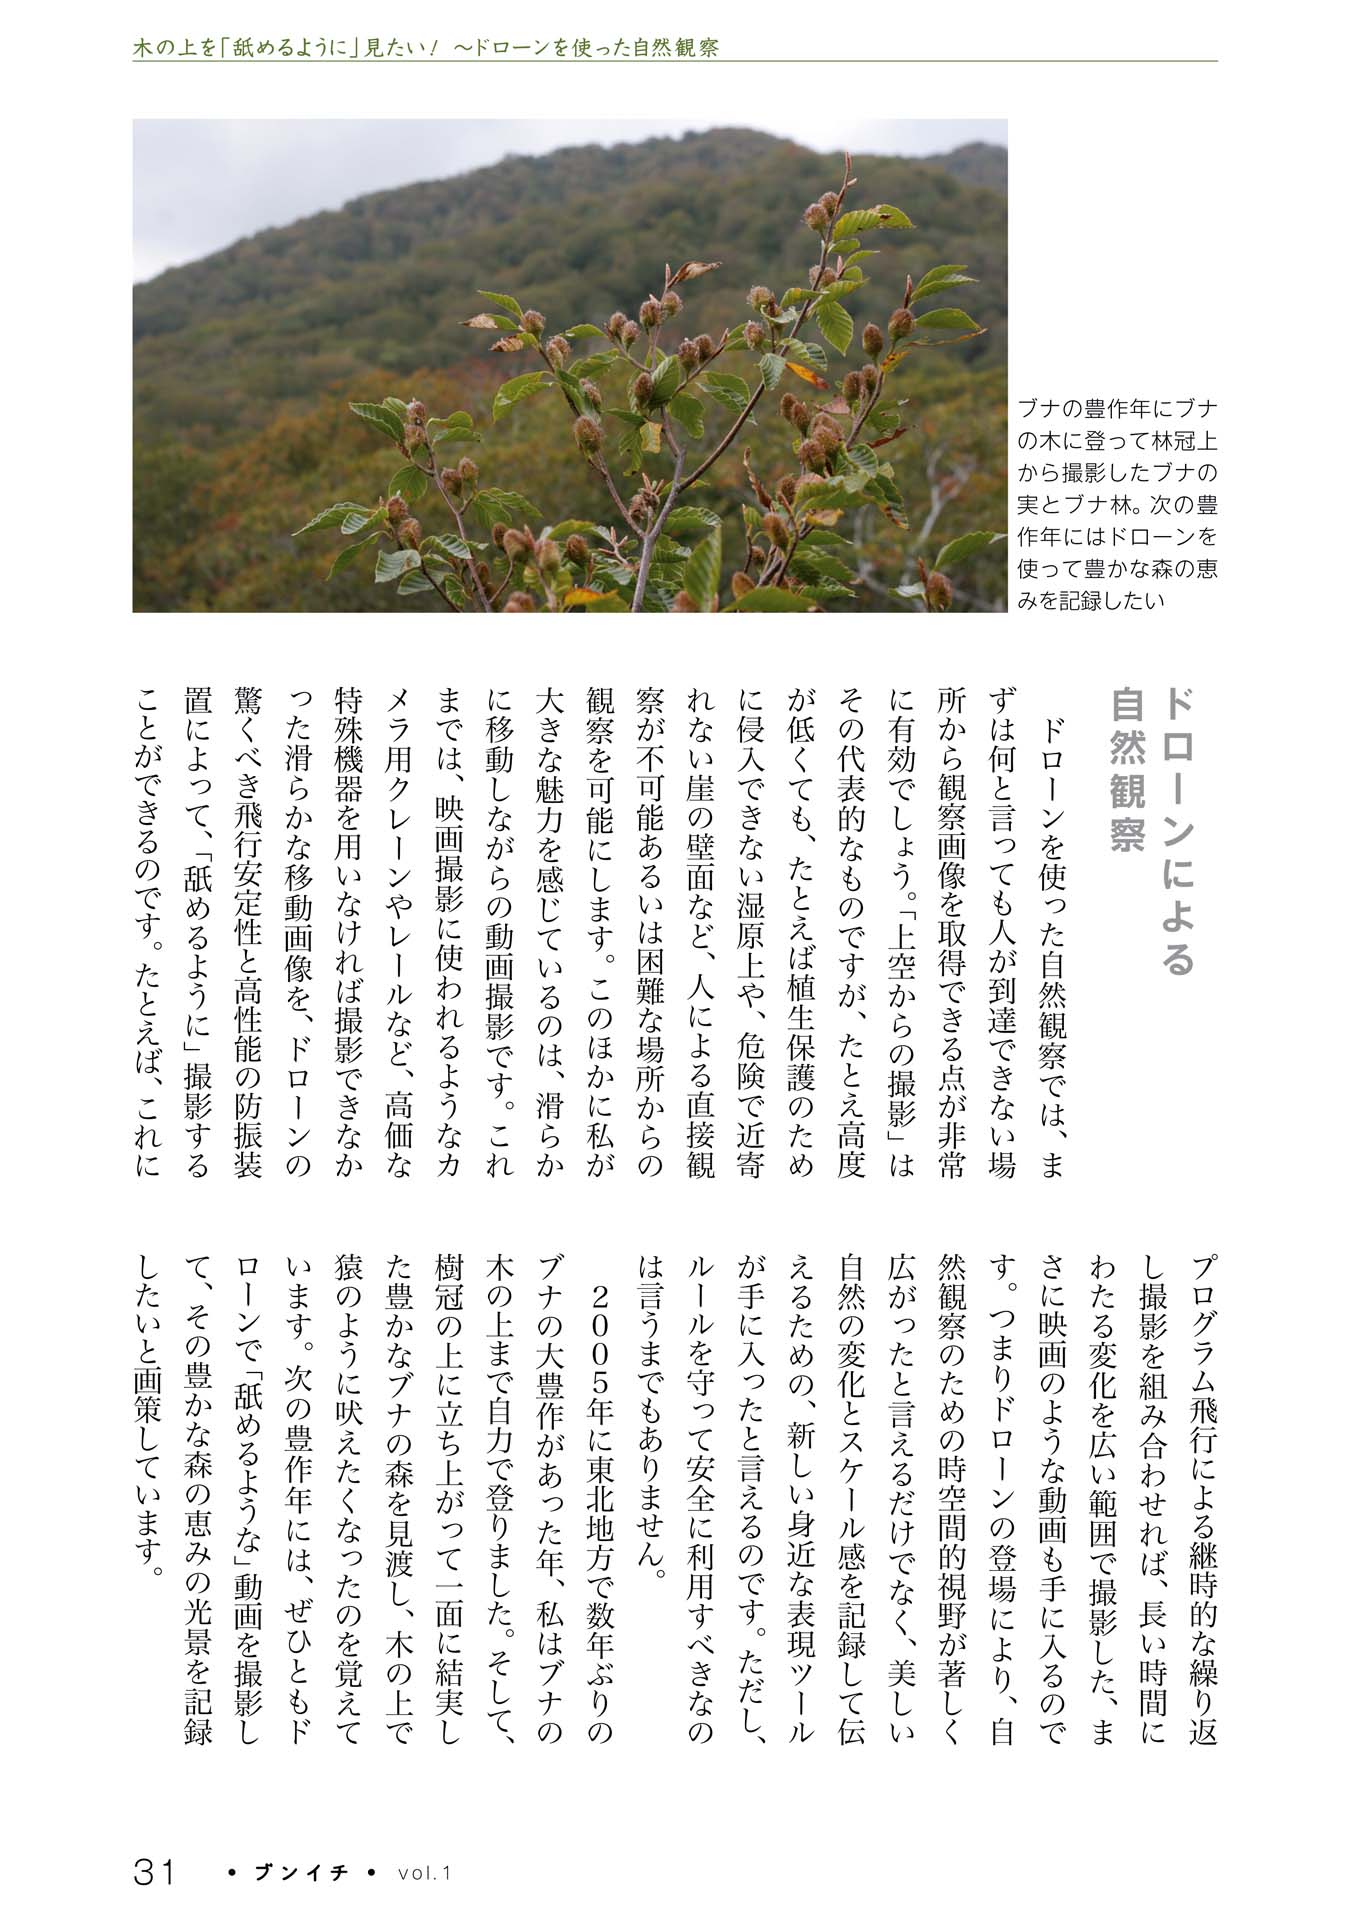 木の上を「舐めるように」見たい！ 〜ドローンを使った自然観察
ブナの豊作年にブナ
の木に登って林冠上
から撮影したブナの
実とブナ林。次の豊
作年にはドローンを
使って豊かな森の恵
みを記録したい
ドローンによる
自然観察
ドローンを使った自然観察では、ま
ずは何と言っても人が到達できない場
所から観察画像を取得できる点が非常
に有効でしょう。「上空からの撮影」は
その代表的なものですが、たとえ高度
が低くても、たとえば植生保護のため
に侵入できない湿原上や、危険で近寄
れない崖の壁面など、人による直接観
察が不可能あるいは困難な場所からの
観察を可能にします。このほかに私が
大きな魅力を感じているのは、滑らか
に移動しながらの動画撮影です。これ
までは、映画撮影に使われるようなカ
メラ用クレーンやレールなど、高価な
特殊機器を用いなければ撮影できなか
った滑らかな移動画像を、ドローンの
驚くべき飛行安定性と高性能の防振装
置によって、「舐めるように」撮影する
ことができるのです。たとえば、これに
プログラム飛行による継時的な繰り返
し撮影を組み合わせれば、長い時間に
わたる変化を広い範囲で撮影した、ま
さに映画のような動画も手に入るので
す。つまりドローンの登場により、自
然観察のための時空間的視野が著しく
広がったと言えるだけでなく、美しい
自然の変化とスケール感を記録して伝
えるための、新しい身近な表現ツール
が手に入ったと言えるのです。ただし、
ルールを守って安全に利用すべきなの
は言うまでもありません。
2005年に東北地方で数年ぶりの
ブナの大豊作があった年、私はブナの
木の上まで自力で登りました。そして、
樹冠の上に立ち上がって一面に結実し
た豊かなブナの森を見渡し、木の上で
猿のように吠えたくなったのを覚えて
います。次の豊作年には、ぜひともド
ローンで「舐めるような」動画を撮影し
て、その豊かな森の恵みの光景を記録
したいと画策しています。
31 • ブンイチ • vol.1